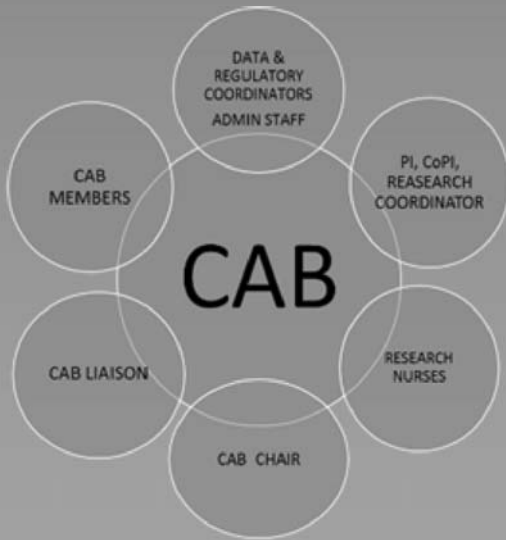 DATA &
REGULATORY
COORDINATORS
ADMIN STAFF
CAB
MEMBERS
PI, CoPI,
REASEARCH
COORDINATOR
CAB
CAB LIAISON
RESEARCH
NURSES
CAB CHAIR